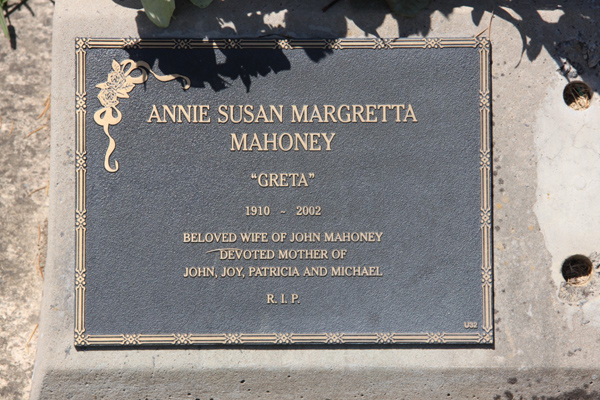 ANNIE SUSAN MARGRETTA
MAHONEY
“GRETA”
1910 - 2002
BELOVED WIFE OF JOHN MAHONEY
DEVOTED MOTHER OF
JOHN, JOY, PATRICIA AND MICHAEL
R. I. P.
U32